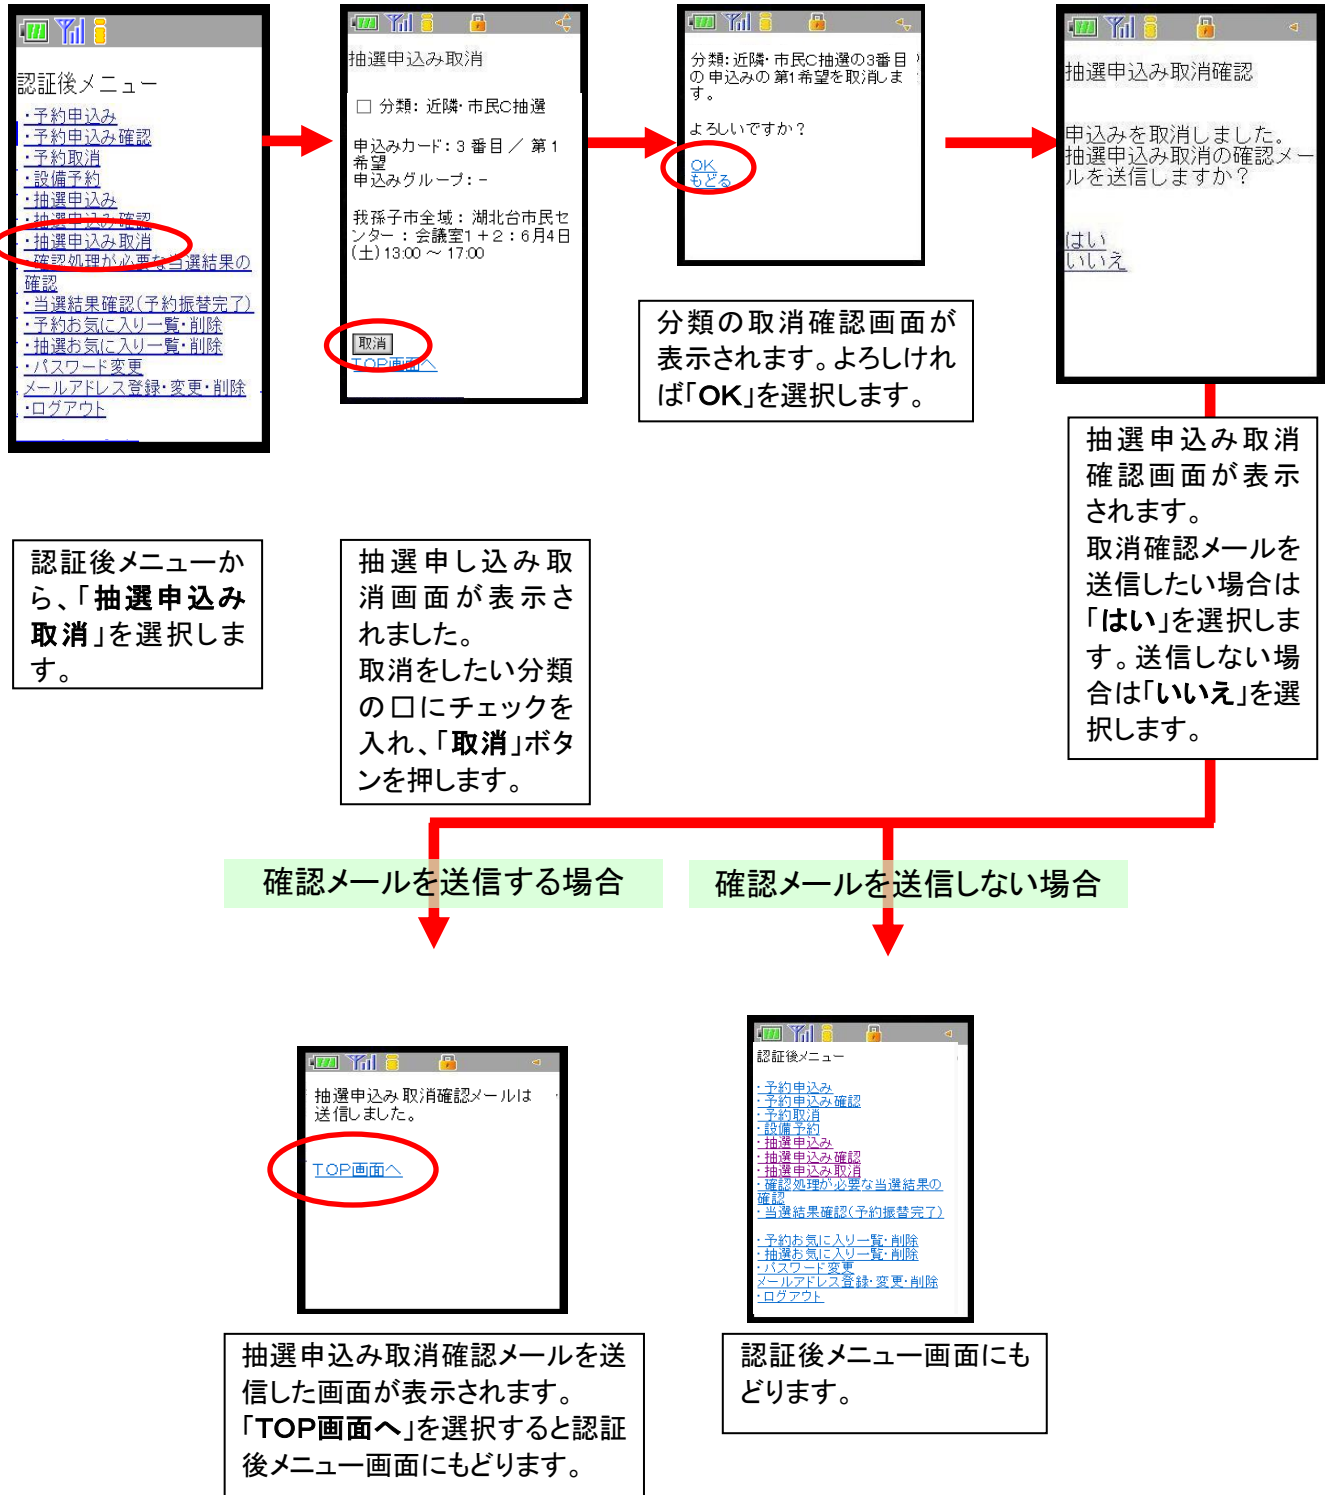 認証後メニュー
・予約申込み
・予約申込み確認
・予約取消
・設備予約
・抽選申込み
・抽選申込み確認
・抽選申込み取消
・確認処理が必要な当選結果の
確認
・当選結果確認(予約振替完了)
・予約お気に入り一覧・削除
・抽選お気に入り一覧・削除
・パスワード変更
メールアドレス登録・変更・削除
・ログアウト
認証後メニューか
ら、「抽選申込み
取消」を選択しま
す。
抽選申込み取消
□ 分類: 近隣・市民C抽選
申込みカード: 3 番目 ／ 第1
希望
申込みグループ: -
我孫子市全域 : 湖北台市民セ
ンター : 会議室1＋2 : 6月4日
(土) 13:00 ～ 17:00
取消
TOP画面へ
抽選申し込み取
消画面が表示さ
れました。
取消をしたい分類
の口にチェックを
入れ、「取消」ボタ
ンを押します。
分類:近隣・市民C抽選の3番目
の 申込みの 第1希望を取消しま
す。
よろしいですか？
OK
もどる
分類の取消確認画面が
表示されます。よろしけれ
ば「OK」を選択します。
抽選申込み取消確認
申込みを取消しました。
抽選申込み取消の確認メー
ルを送信しますか？
はい
いいえ
抽選申込み取消
確認画面が表示
されます。
取消確認メールを
送信したい場合は
「はい」を選択しま
す。送信しない場
合は「いいえ」を選
択します。
確認メールを送信する場合
確認メールを送信しない場合
抽選申込み 取消確認メールは
送信しました。
TOP画面へ
抽選申込み取消確認メールを送
信した画面が表示されます。
「TOP画面へ」を選択すると認証
後メニュー画面にもどります。
認証後メニュー
・予約申込み
・予約申込み確認
・予約取消
・設備予約
・抽選申込み
・抽選申込み確認
・抽選申込み取消
・確認処理が必要な当選結果の
確認
・当選結果確認(予約振替完了)
・予約お気に入り一覧・削除
・抽選お気に入り一覧・削除
・パスワード変更
メールアドレス登録・変更・削除
・ログアウト
認証後メニュー画面にも
どります。